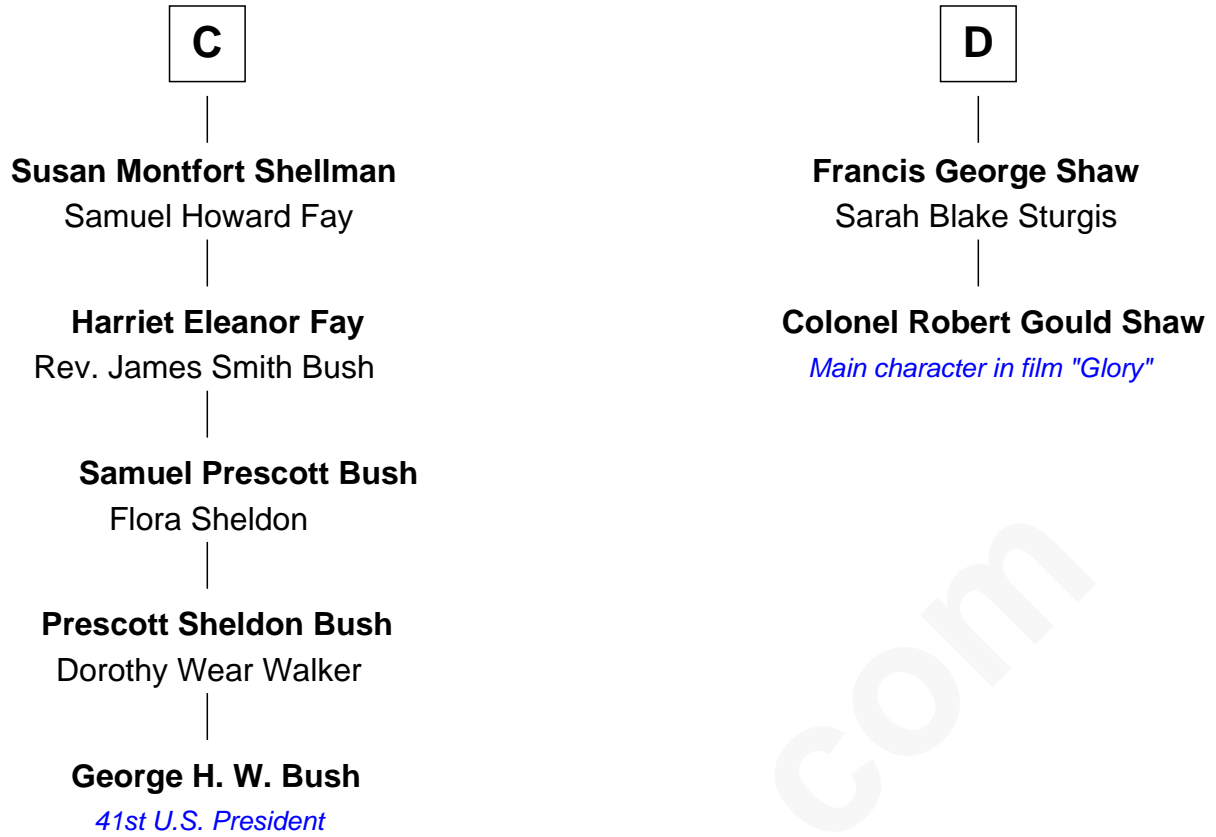 C
Susan Montfort Shellman
Samuel Howard Fay
Harriet Eleanor Fay
Rev. James Smith Bush
Samuel Prescott Bush
Flora Sheldon
Prescott Sheldon Bush
Dorothy Wear Walker
George H. W. Bush
41st U.S. President
D
Francis George Shaw
Sarah Blake Sturgis
Colonel Robert Gould Shaw
Main character in film "Glory"
com